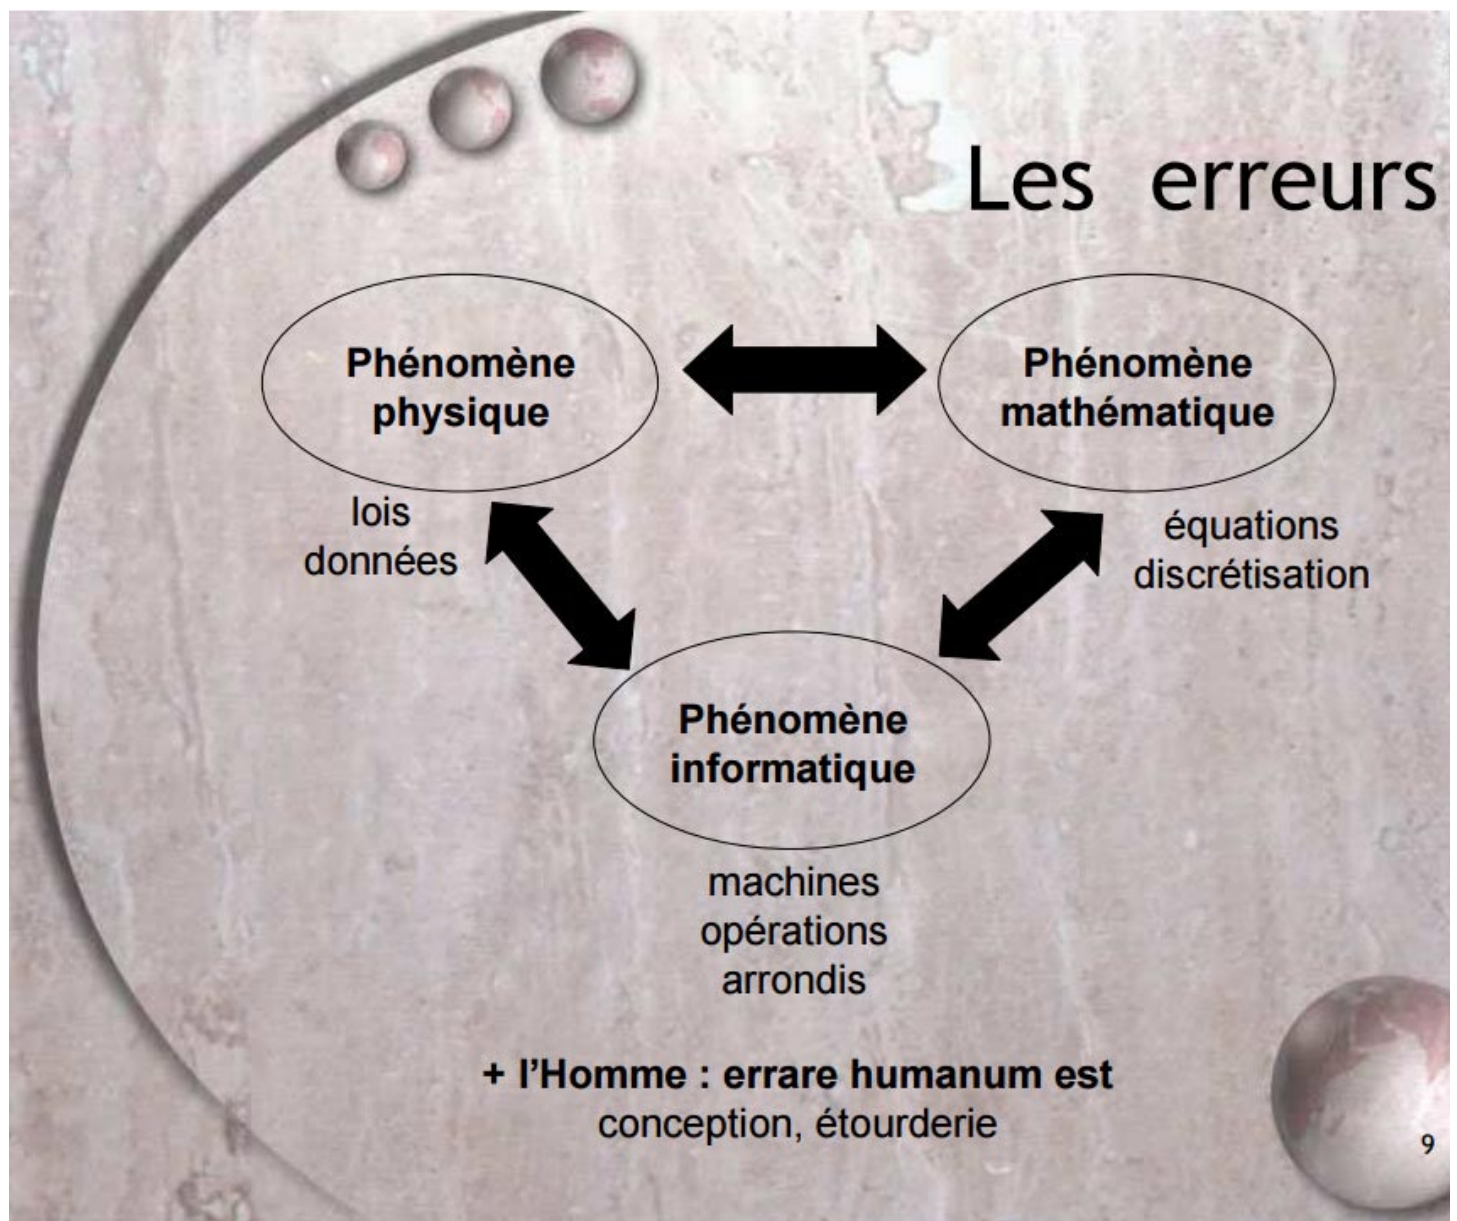 Les erreurs
Phénomène
physique
Phénomène
mathématique
lois
données
équations
discrétisation
Phénomène
informatique
machines
opérations
arrondis
+ l’Homme : errare humanum est
conception, étourderie
9